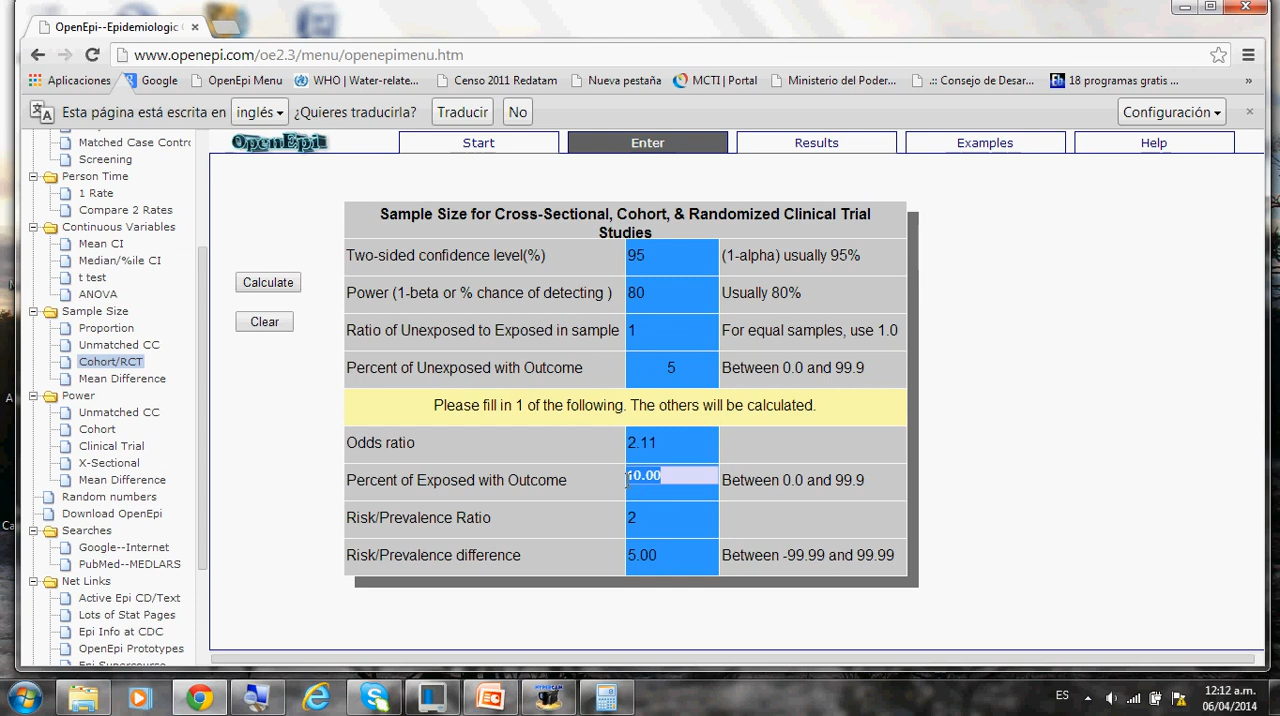 OpenEpi--Epidemiologic
www.openepi.com/oe2.3/menu/openepimenu.htm
Aplicaciones Google OpenEpi Menu WHO | Water-relate... Censo 2011 Redatam Nueva pestaña MCTI | Portal Ministerio del Poder... .:: Consejo de Desar... 18 programas gratis ... »
Esta página está escrita en inglés ¿Quieres traducirla? Traducir No Configuración
OpenEpi Start Enter Results Examples Help
Matched Case Contro
Screening
Person Time
1 Rate
Compare 2 Rates
Continuous Variables
Mean CI
Median/%ile CI
t test
ANOVA
Sample Size
Proportion
Unmatched CC
Cohort/RCT
Mean Difference
Power
Unmatched CC
Cohort
Clinical Trial
X-Sectional
Mean Difference
Random numbers
Download OpenEpi
Searches
Google--Internet
PubMed--MEDLARS
Net Links
Active Epi CD/Text
Lots of Stat Pages
Epi Info at CDC
OpenEpi Prototypes
Epi Supercourse
Calculate
Clear
Sample Size for Cross-Sectional, Cohort, & Randomized Clinical Trial
Studies
Two-sided confidence level(%) 95 (1-alpha) usually 95%
Power (1-beta or % chance of detecting ) 80 Usually 80%
Ratio of Unexposed to Exposed in sample 1 For equal samples, use 1.0
Percent of Unexposed with Outcome 5 Between 0.0 and 99.9
Please fill in 1 of the following. The others will be calculated.
Odds ratio 2.11
Percent of Exposed with Outcome 10.00 Between 0.0 and 99.9
Risk/Prevalence Ratio 2
Risk/Prevalence difference 5.00 Between -99.99 and 99.99
ES 12:12 a.m.
06/04/2014